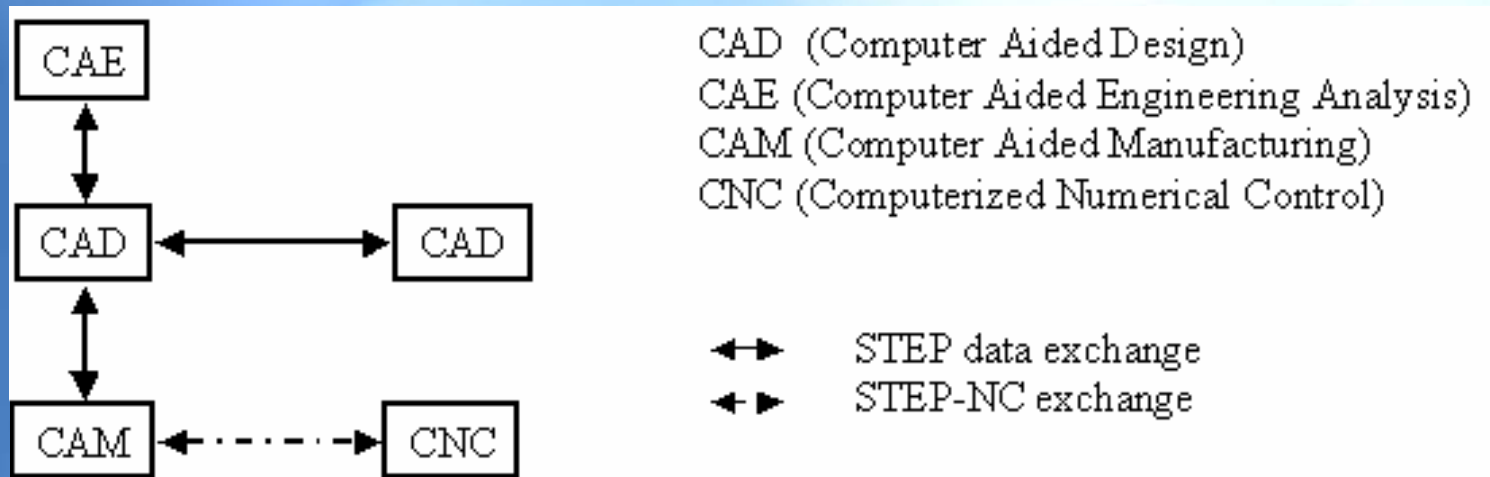 CAE
CAD
CAD
CAM
CNC
CAD (Computer Aided Design)
CAE (Computer Aided Engineering Analysis)
CAM (Computer Aided Manufacturing)
CNC (Computerized Numerical Control)
STEP data exchange
STEP-NC exchange